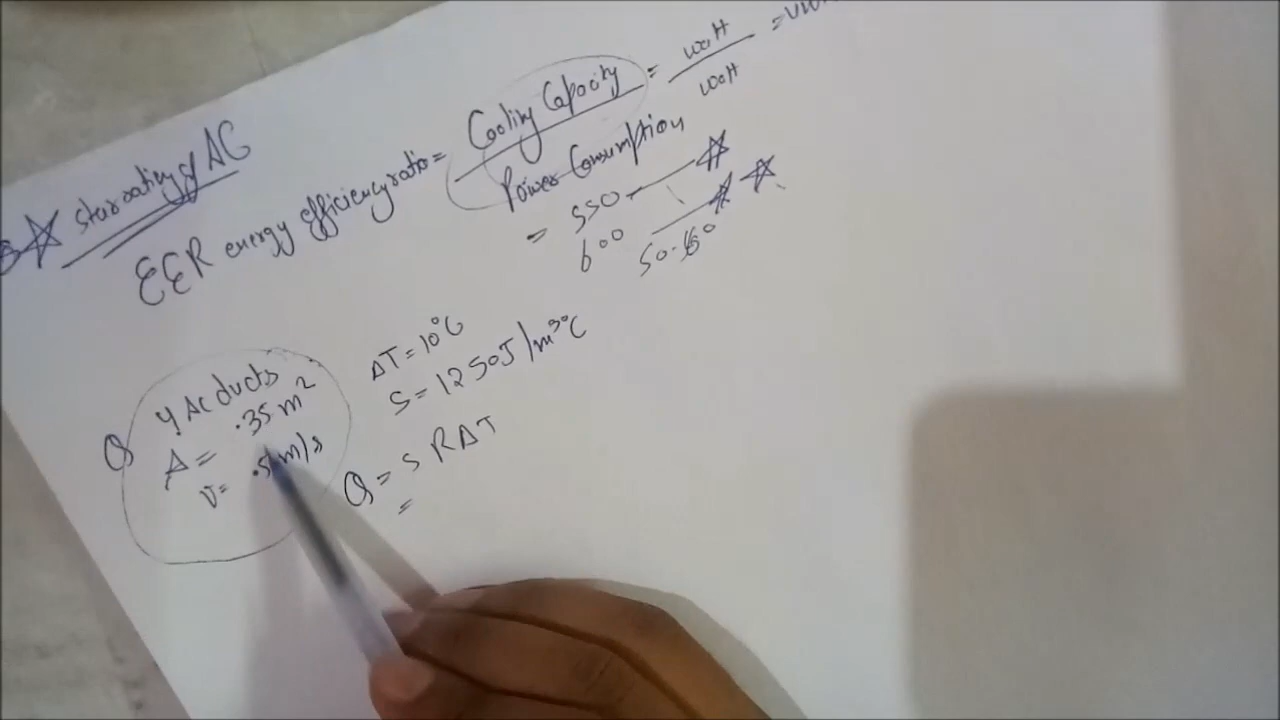 ☆ star rating of AC
EER energy efficiency ratio = Cooling Capacity / Power Consumption = watt / watt =
= 550 ☆
600 ☆ ☆
50-
4 AC ducts
Q A = .35 m²
v = .5 m/s
ΔT = 10°C
S = 1250 J/m³°C
Q = S R ΔT
=